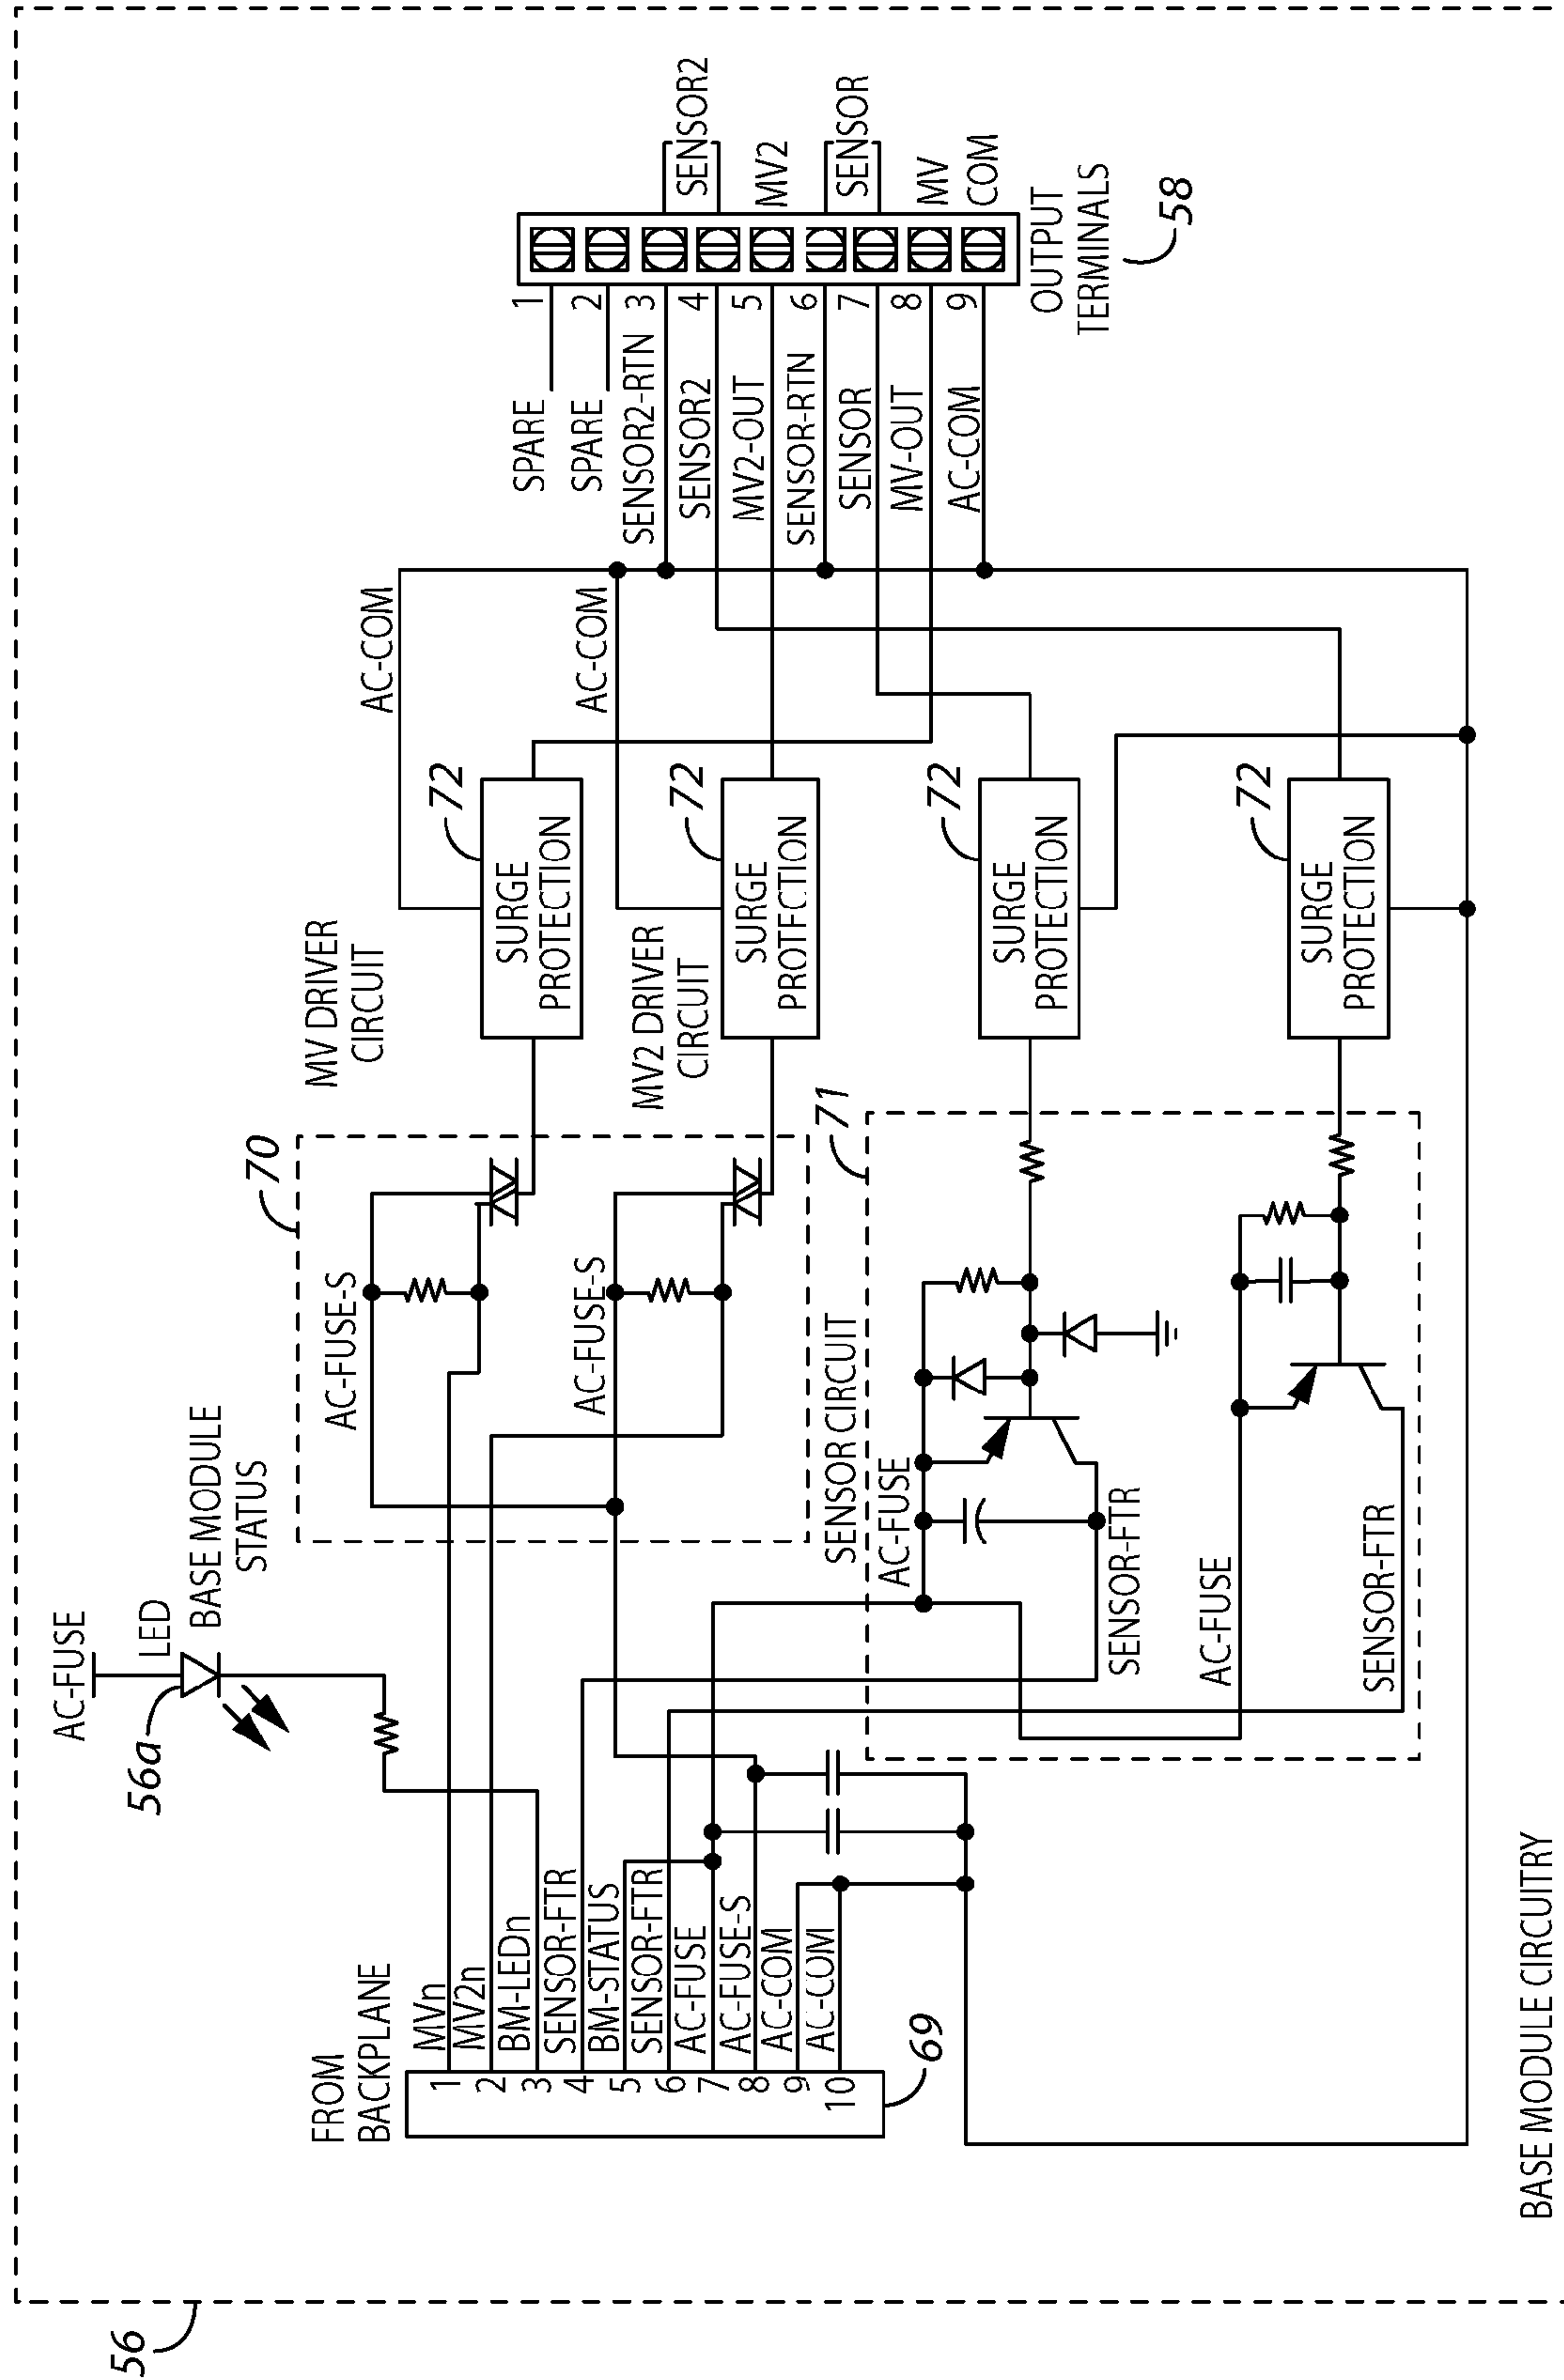 56
AC-FUSE
LED
56a
BASE MODULE
STATUS
FROM
BACKPLANE
1 MVn
2 MV2n
3 BM-LEDn
4 SENSOR-FTR
5 BM-STATUS
6 SENSOR-FTR
7 AC-FUSE
8 AC-FUSE-S
9 AC-COM
10 AC-COM
69
70
AC-FUSE-S
AC-FUSE-S
MV DRIVER
CIRCUIT
MV2 DRIVER
CIRCUIT
71
SENSOR CIRCUIT
AC-FUSE
SENSOR-FTR
AC-FUSE
SENSOR-FTR
72
SURGE
PROTECTION
72
SURGE
PROTFCTION
72
SURGE
PROTECTION
72
SURGE
PROTECTION
AC-COM
AC-COM
SPARE 1
SPARE 2
SENSOR2-RTN 3
SENSOR2 4
MV2-OUT 5
SENSOR-RTN 6
SENSOR 7
MV-OUT 8
AC-COM 9
SENSOR2
MV2
SENSOR
MV
COM
OUTPUT
TERMINALS
58
BASE MODULE CIRCUITRY